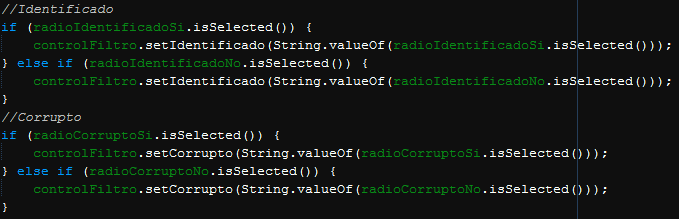 //Identificado
if (radioIdentificadoSi.isSelected()) {
    controlFiltro.setIdentificado(String.valueOf(radioIdentificadoSi.isSelected()));
} else if (radioIdentificadoNo.isSelected()) {
    controlFiltro.setIdentificado(String.valueOf(radioIdentificadoNo.isSelected()));
}
//Corrupto
if (radioCorruptoSi.isSelected()) {
    controlFiltro.setCorrupto(String.valueOf(radioCorruptoSi.isSelected()));
} else if (radioCorruptoNo.isSelected()) {
    controlFiltro.setCorrupto(String.valueOf(radioCorruptoNo.isSelected()));
}